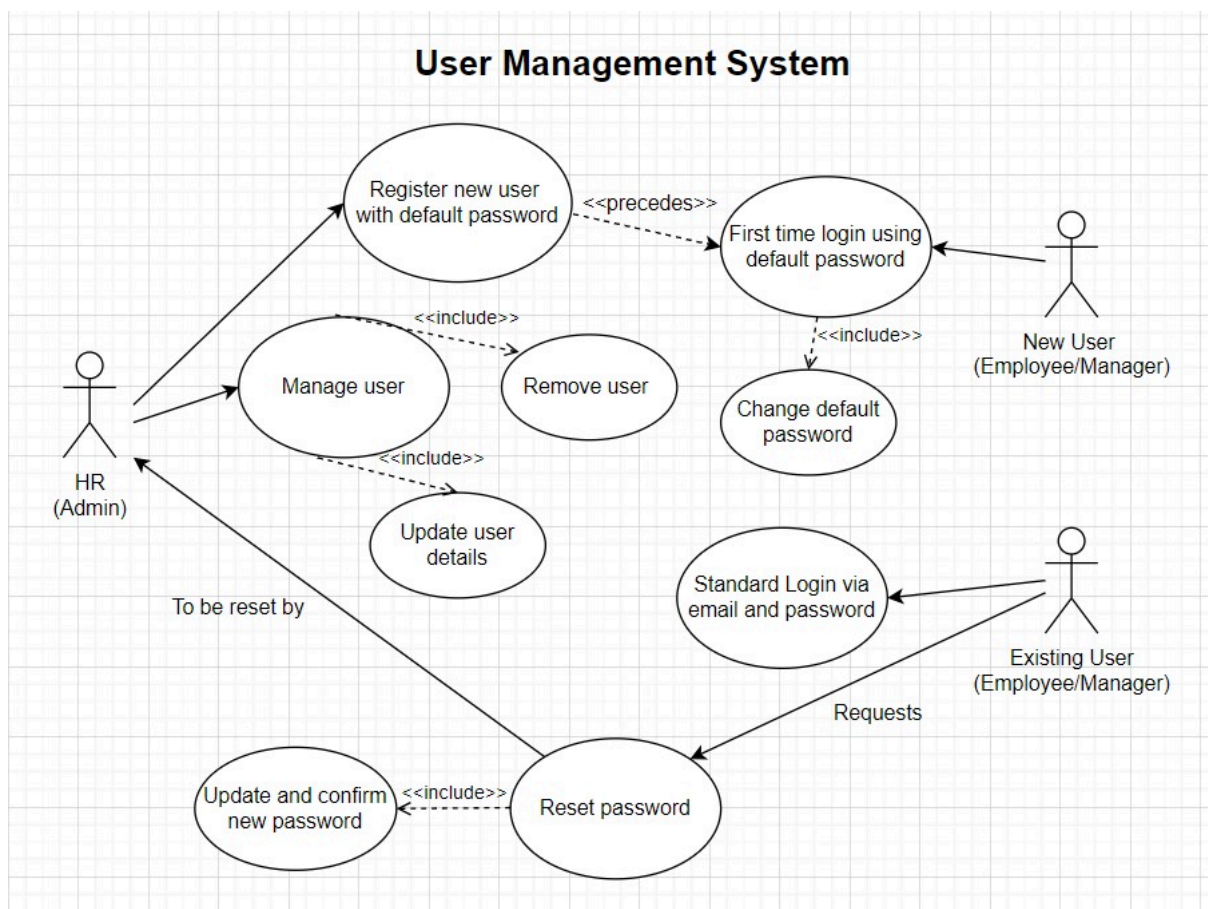 User Management System
Register new user
with default password
<<precedes>>
First time login using
default password
<<include>>
<<include>>
New User
(Employee/Manager)
Manage user
Remove user
Change default
password
HR
(Admin)
<<include>>
Update user
details
Standard Login via
email and password
To be reset by
Existing User
(Employee/Manager)
Requests
Update and confirm
new password
<<include>>
Reset password